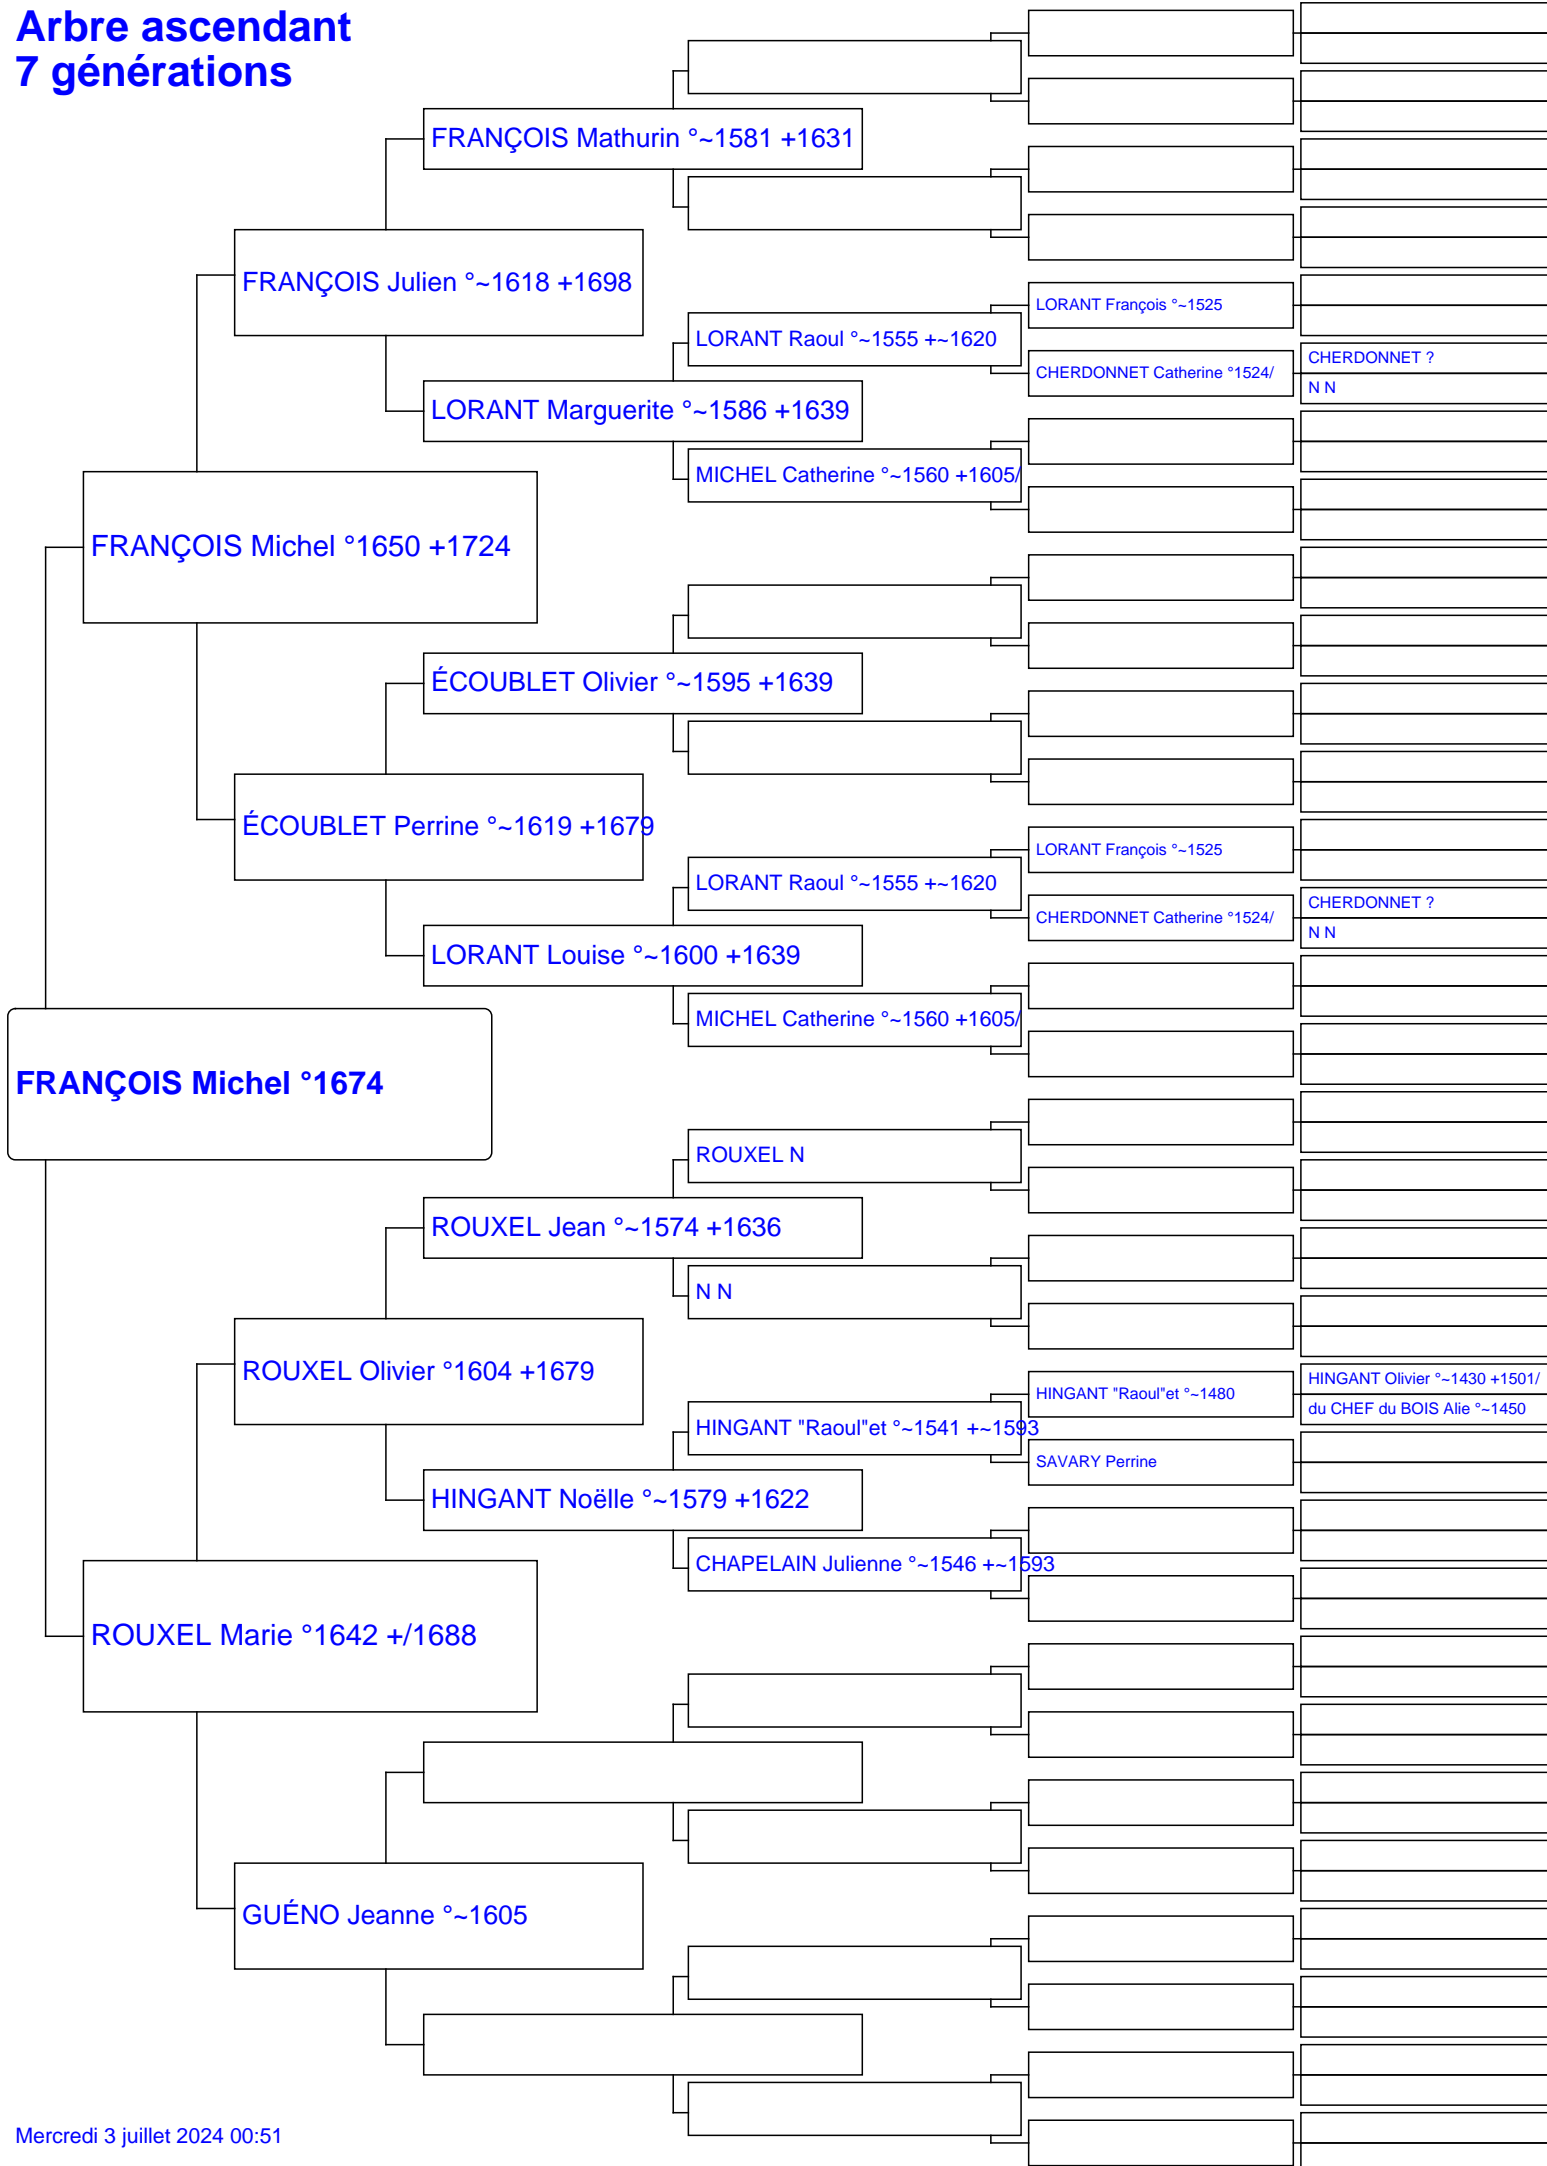 Arbre ascendant
7 générations
FRANÇOIS Mathurin °~1581 +1631
FRANÇOIS Julien °~1618 +1698
LORANT François °~1525
LORANT Raoul °~1555 +~1620
CHERDONNET ?
CHERDONNET Catherine °1524/
N N
LORANT Marguerite °~1586 +1639
MICHEL Catherine °~1560 +1605/
FRANÇOIS Michel °1650 +1724
ÉCOUBLET Olivier °~1595 +1639
ÉCOUBLET Perrine °~1619 +1679
LORANT François °~1525
LORANT Raoul °~1555 +~1620
CHERDONNET ?
CHERDONNET Catherine °1524/
N N
LORANT Louise °~1600 +1639
MICHEL Catherine °~1560 +1605/
FRANÇOIS Michel °1674
ROUXEL N
ROUXEL Jean °~1574 +1636
N N
ROUXEL Olivier °1604 +1679
HINGANT Olivier °~1430 +1501/
HINGANT "Raoul"et °~1480
du CHEF du BOIS Alie °~1450
HINGANT "Raoul"et °~1541 +~1593
SAVARY Perrine
HINGANT Noëlle °~1579 +1622
CHAPELAIN Julienne °~1546 +~1593
ROUXEL Marie °1642 +/1688
GUÉNO Jeanne °~1605
Mercredi 3 juillet 2024 00:51